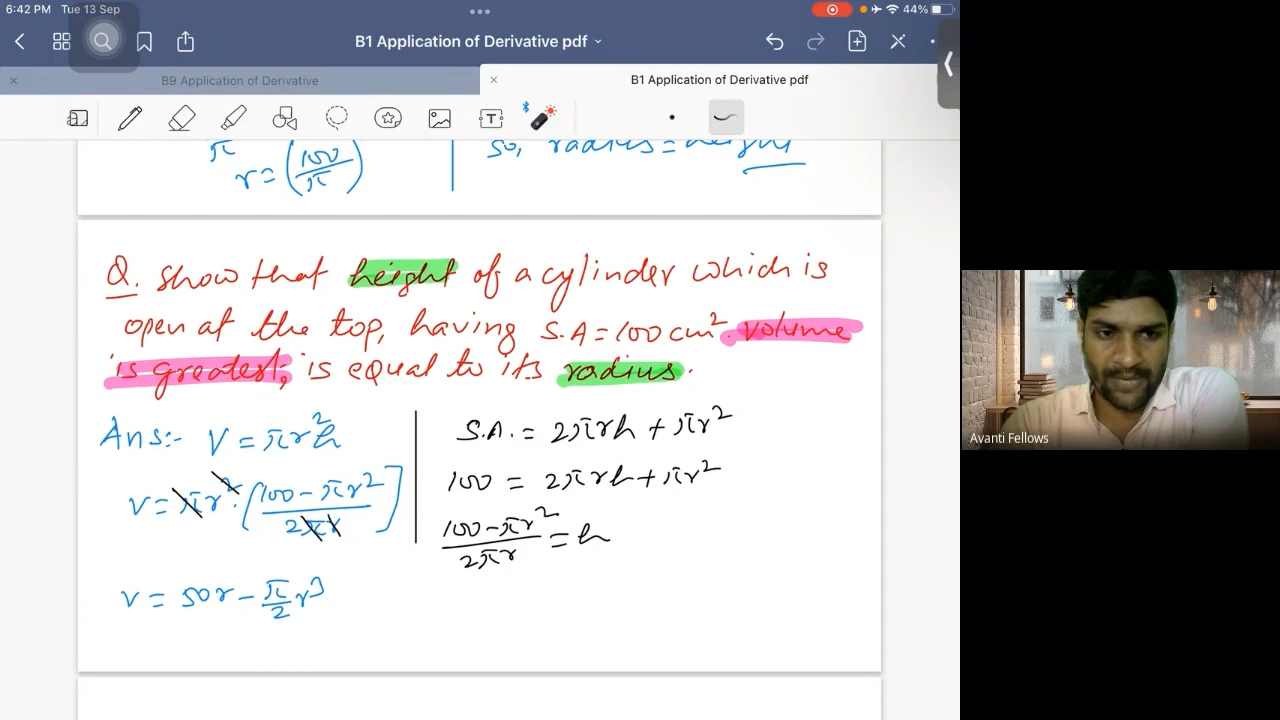 6:42 PM Tue 13 Sep
44%
B1 Application of Derivative pdf
B9 Application of Derivative
B1 Application of Derivative pdf
π
r = (100/π)
so, radius = height
Q. Show that height of a cylinder which is
open at the top, having S.A = 100 cm². volume
is greatest; is equal to its radius.
Ans:- V = πr²h
V = πr² · [(100 - πr²)/2πr]
V = 50r - π/2 r³
S.A. = 2πrh + πr²
100 = 2πrh + πr²
(100 - πr²)/2πr = h
Avanti Fellows